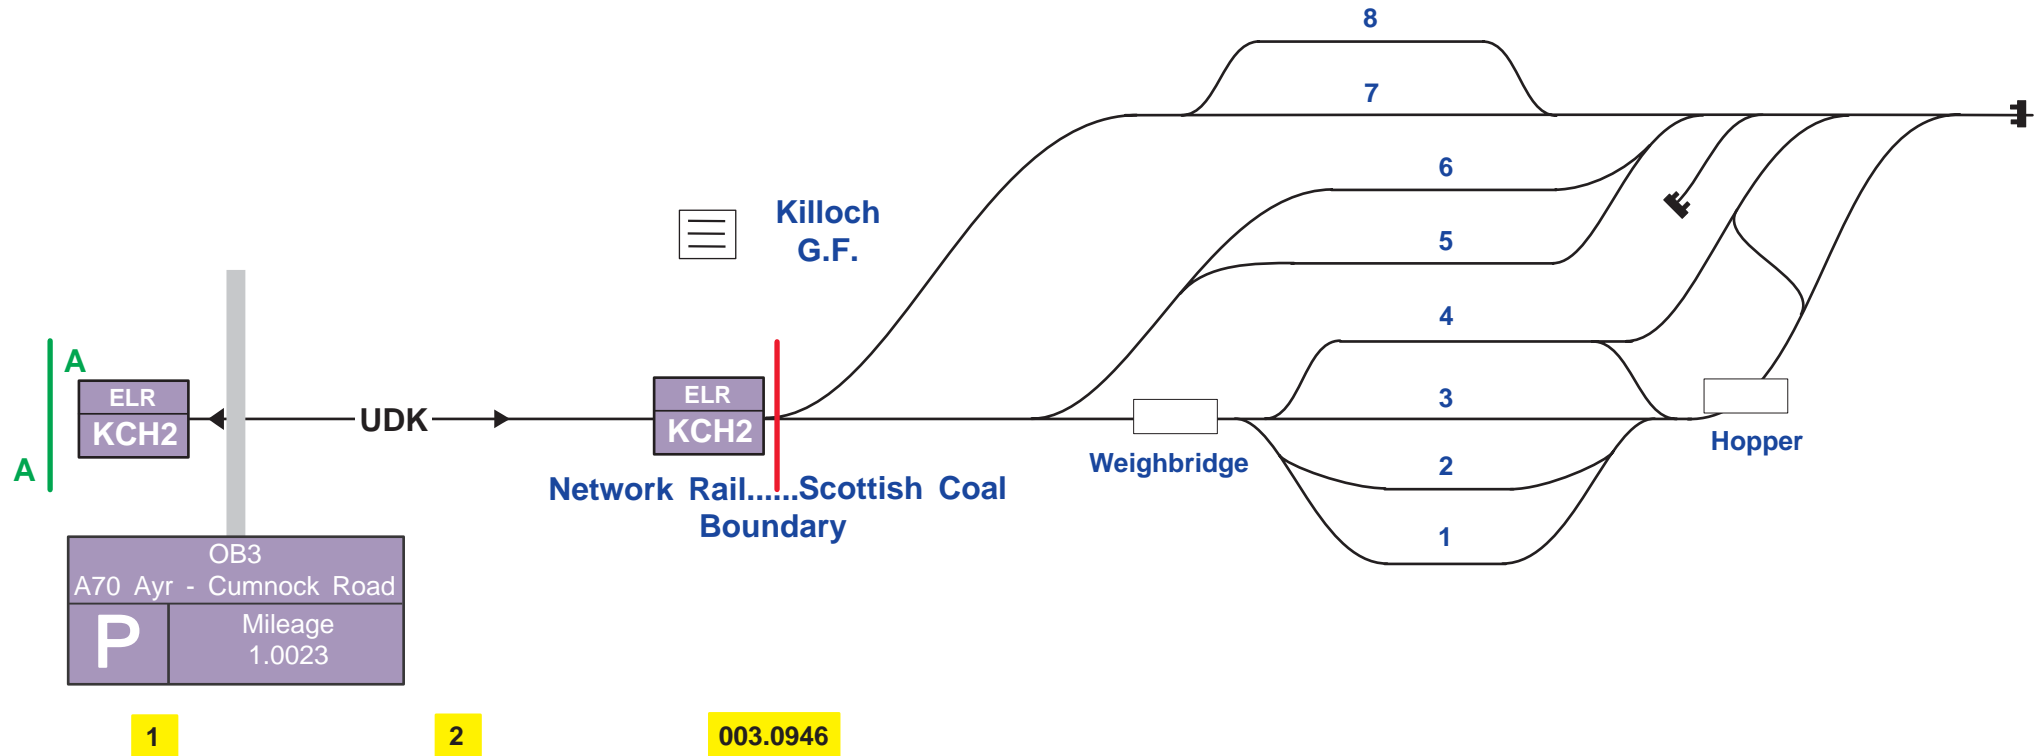 8
7
6
5
4
3
2
1
Killoch
G.F.
A
A
ELR
KCH2
UDK
ELR
KCH2
Weighbridge
Hopper
Network Rail......Scottish Coal
Boundary
OB3
A70 Ayr - Cumnock Road
P
Mileage
1.0023
1
2
003.0946